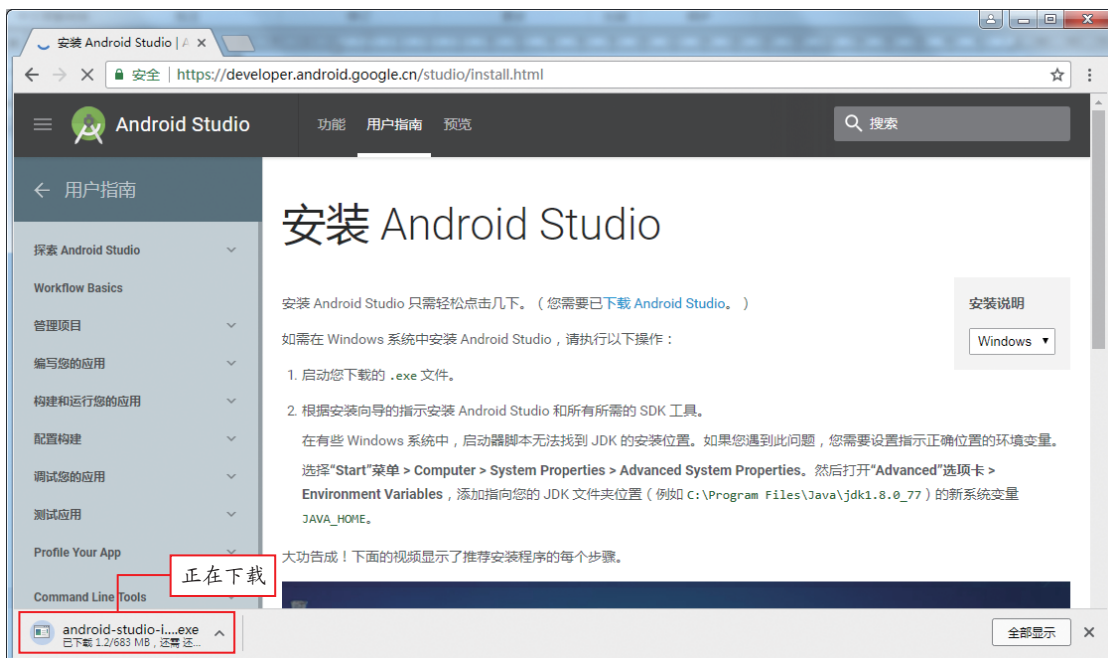 安装 Android Studio | A
安全 | https://developer.android.google.cn/studio/install.html
Android Studio
功能 用户指南 预览
搜索
用户指南
探索 Android Studio
Workflow Basics
管理项目
编写您的应用
构建和运行您的应用
配置构建
调试您的应用
测试应用
Profile Your App
Command Line Tools
安装 Android Studio
安装 Android Studio 只需轻松点击几下。（您需要已下载 Android Studio。）
如需在 Windows 系统中安装 Android Studio，请执行以下操作：
1. 启动您下载的 .exe 文件。
2. 根据安装向导的指示安装 Android Studio 和所有所需的 SDK 工具。
在有些 Windows 系统中，启动器脚本无法找到 JDK 的安装位置。如果您遇到此问题，您需要设置指示正确位置的环境变量。
选择“Start”菜单 > Computer > System Properties > Advanced System Properties。然后打开“Advanced”选项卡 >
Environment Variables，添加指向您的 JDK 文件夹位置（例如 C:\Program Files\Java\jdk1.8.0_77）的新系统变量
JAVA_HOME。
大功告成！下面的视频显示了推荐安装程序的每个步骤。
安装说明
Windows
正在下载
android-studio-i....exe
已下载 1.2/683 MB，还需 还...
全部显示